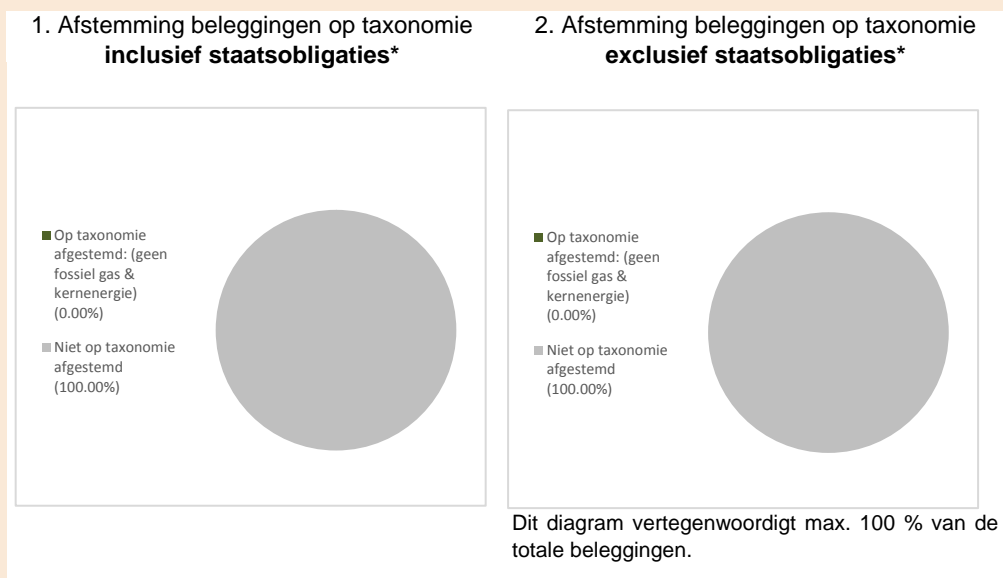 1. Afstemming beleggingen op taxonomie
inclusief staatsobligaties*
Op taxonomie
afgestemd: (geen
fossiel gas &
kernenergie)
(0.00%)
Niet op taxonomie
afgestemd
(100.00%)
2. Afstemming beleggingen op taxonomie
exclusief staatsobligaties*
Op taxonomie
afgestemd: (geen
fossiel gas &
kernenergie)
(0.00%)
Niet op taxonomie
afgestemd
(100.00%)
Dit diagram vertegenwoordigt max. 100 % van de
totale beleggingen.